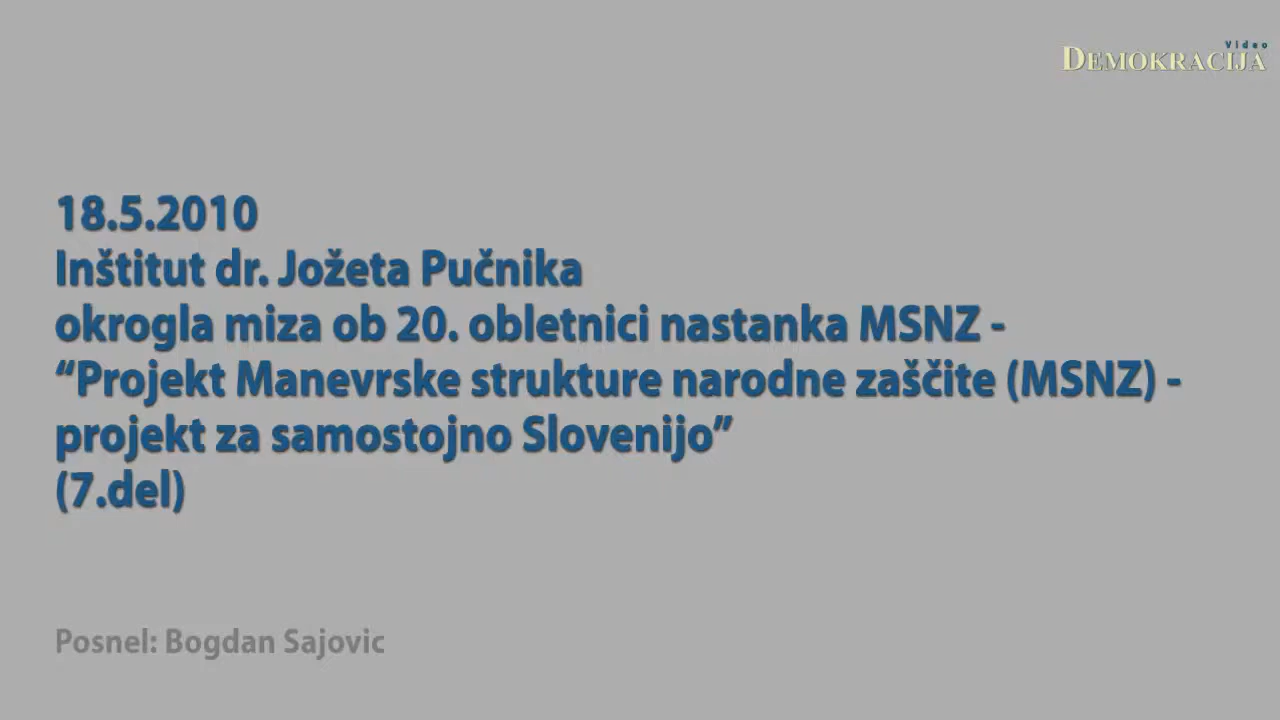 Video
DEMOKRACIJA
18.5.2010
Inštitut dr. Jožeta Pučnika
okrogla miza ob 20. obletnici nastanka MSNZ -
“Projekt Manevrske strukture narodne zaščite (MSNZ) -
projekt za samostojno Slovenijo”
(7.del)
Posnel: Bogdan Sajovic